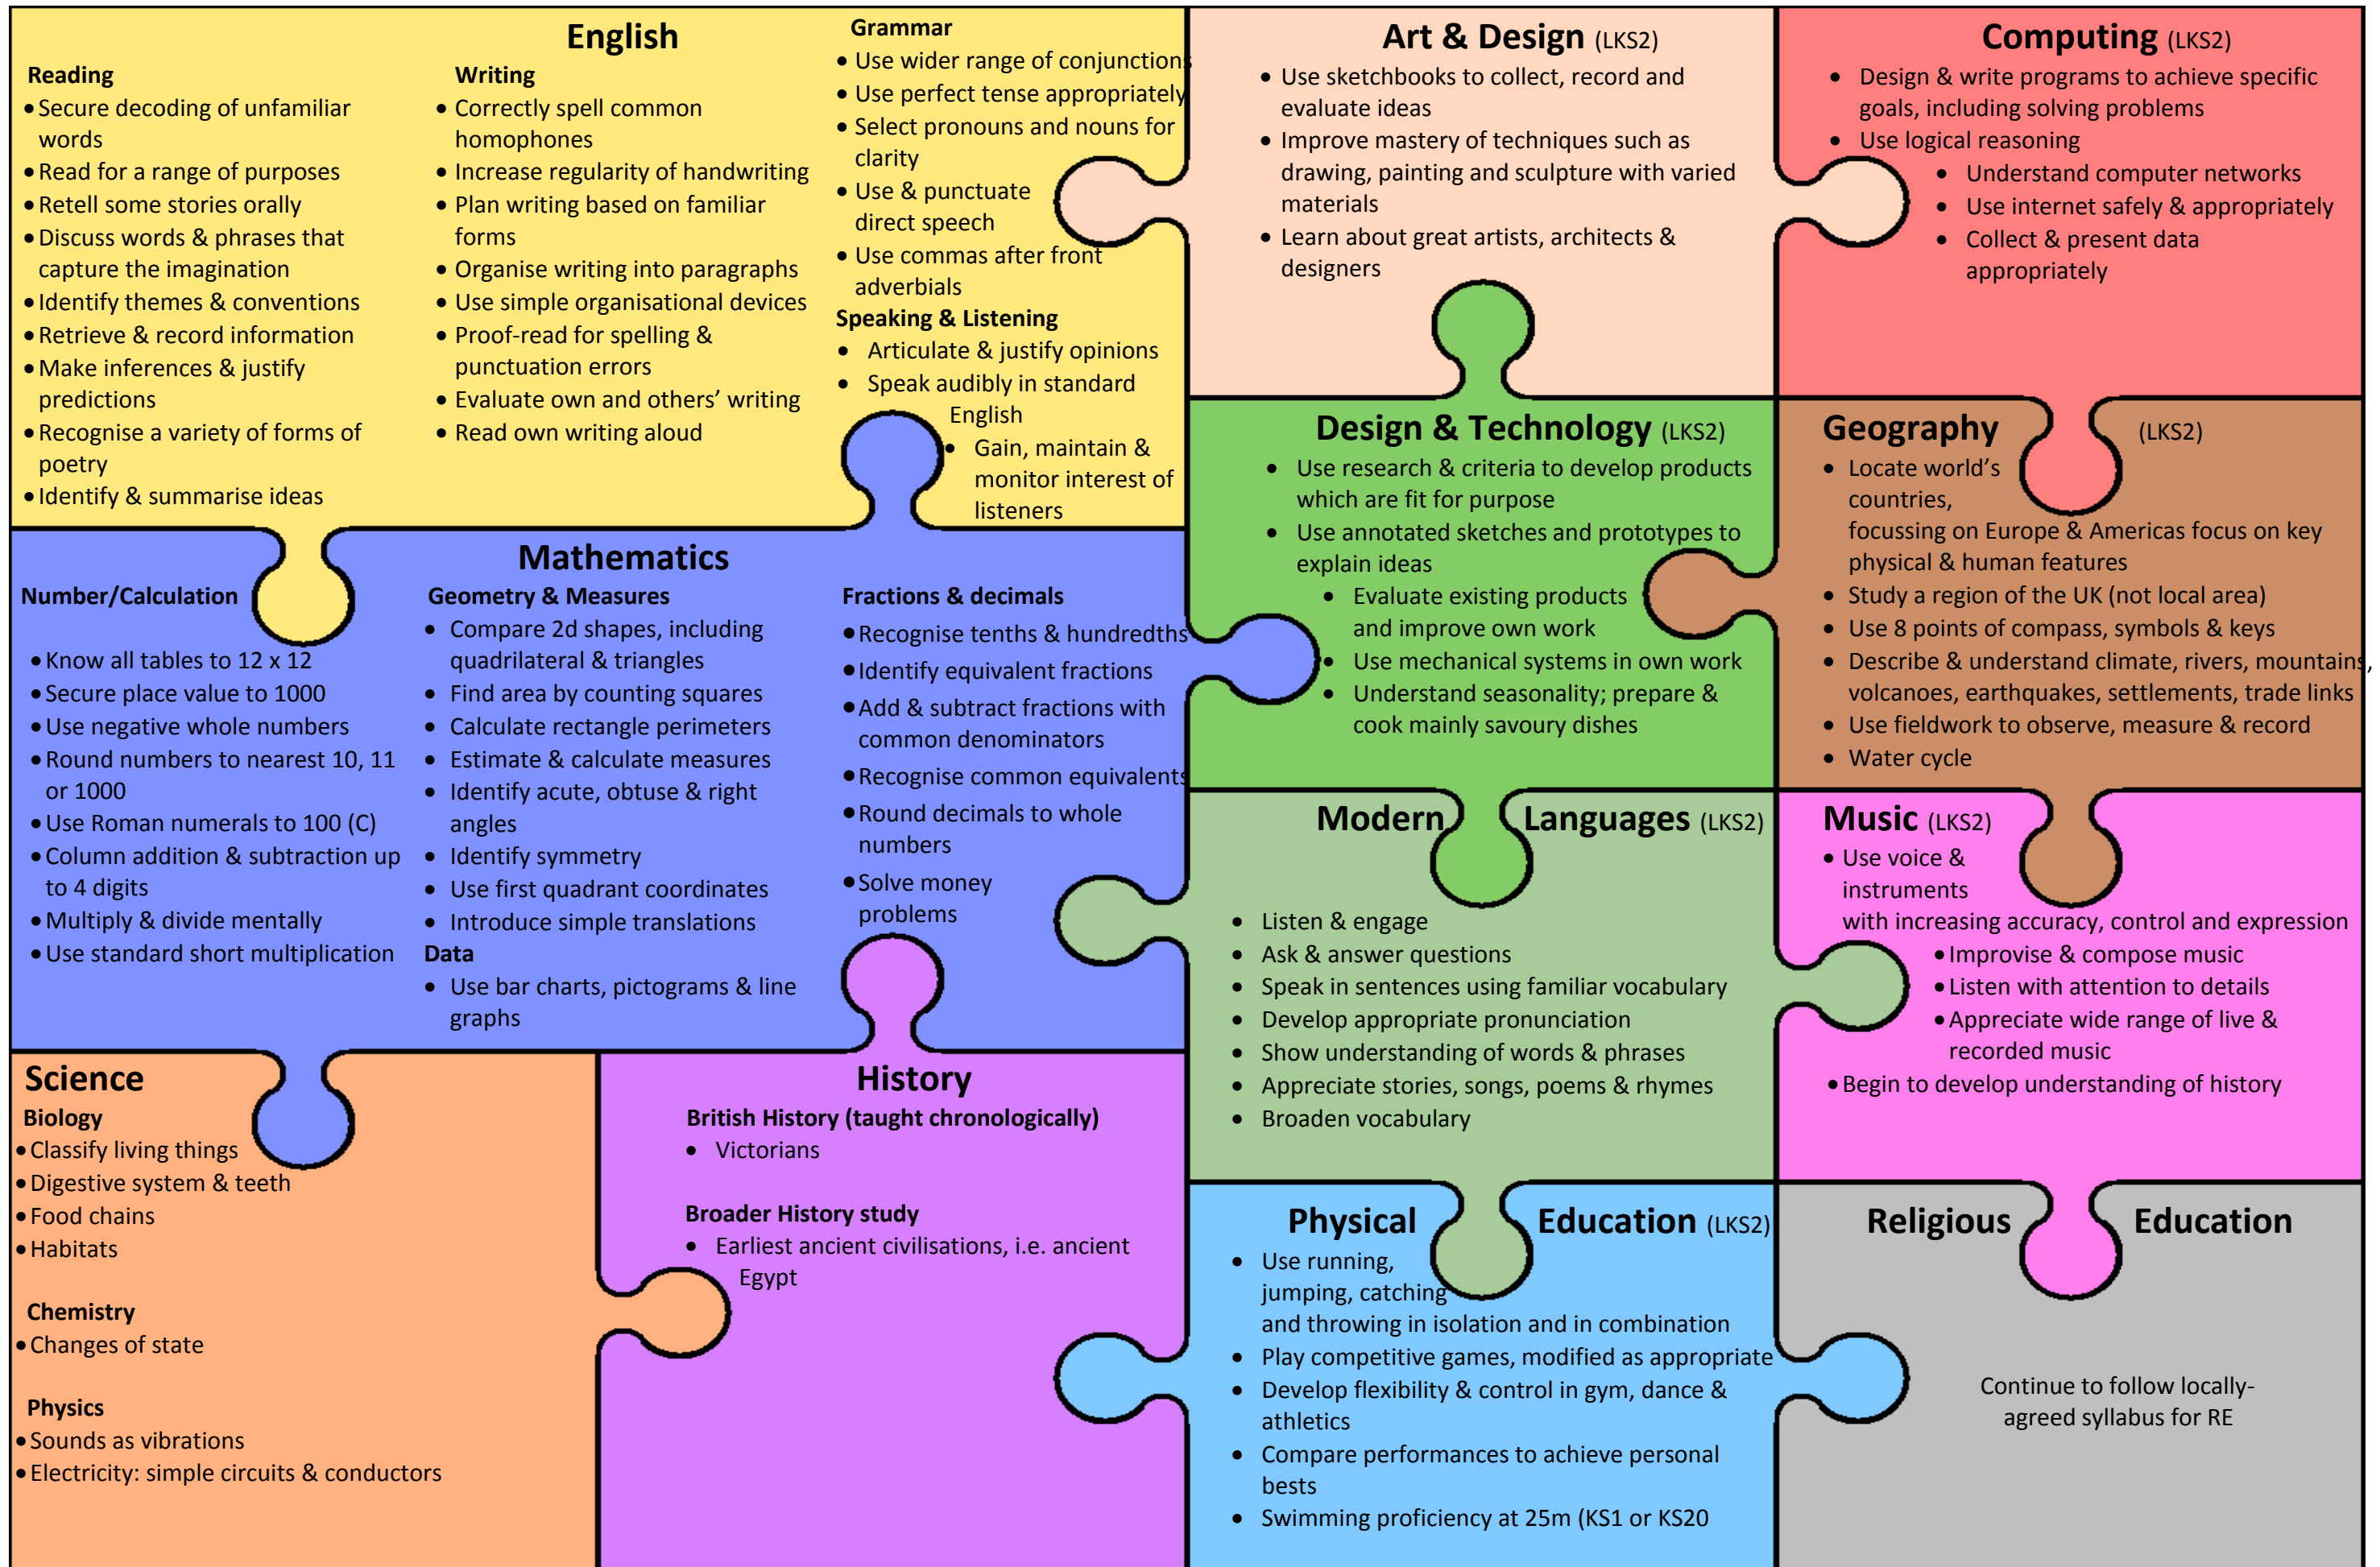 English
Reading
• Secure decoding of unfamiliar
words
• Read for a range of purposes
• Retell some stories orally
• Discuss words & phrases that
capture the imagination
• Identify themes & conventions
• Retrieve & record information
• Make inferences & justify
predictions
• Recognise a variety of forms of
poetry
• Identify & summarise ideas
Writing
• Correctly spell common
homophones
• Increase regularity of handwriting
• Plan writing based on familiar
forms
• Organise writing into paragraphs
• Use simple organisational devices
• Proof-read for spelling &
punctuation errors
• Evaluate own and others’ writing
• Read own writing aloud
Grammar
• Use wider range of conjunctions
• Use perfect tense appropriately
• Select pronouns and nouns for
clarity
• Use & punctuate
direct speech
• Use commas after front
adverbials
Speaking & Listening
• Articulate & justify opinions
• Speak audibly in standard
English
• Gain, maintain &
monitor interest of
listeners
Art & Design (LKS2)
• Use sketchbooks to collect, record and
evaluate ideas
• Improve mastery of techniques such as
drawing, painting and sculpture with varied
materials
• Learn about great artists, architects &
designers
Computing (LKS2)
• Design & write programs to achieve specific
goals, including solving problems
• Use logical reasoning
• Understand computer networks
• Use internet safely & appropriately
• Collect & present data
appropriately
Mathematics
Number/Calculation
• Know all tables to 12 x 12
• Secure place value to 1000
• Use negative whole numbers
• Round numbers to nearest 10, 11
or 1000
• Use Roman numerals to 100 (C)
• Column addition & subtraction up
to 4 digits
• Multiply & divide mentally
• Use standard short multiplication
Geometry & Measures
• Compare 2d shapes, including
quadrilateral & triangles
• Find area by counting squares
• Calculate rectangle perimeters
• Estimate & calculate measures
• Identify acute, obtuse & right
angles
• Identify symmetry
• Use first quadrant coordinates
• Introduce simple translations
Data
• Use bar charts, pictograms & line
graphs
Fractions & decimals
• Recognise tenths & hundredths
• Identify equivalent fractions
• Add & subtract fractions with
common denominators
• Recognise common equivalents
• Round decimals to whole
numbers
• Solve money
problems
Design & Technology (LKS2)
• Use research & criteria to develop products
which are fit for purpose
• Use annotated sketches and prototypes to
explain ideas
• Evaluate existing products
and improve own work
• Use mechanical systems in own work
• Understand seasonality; prepare &
cook mainly savoury dishes
Geography (LKS2)
• Locate world’s
countries,
focussing on Europe & Americas focus on key
physical & human features
• Study a region of the UK (not local area)
• Use 8 points of compass, symbols & keys
• Describe & understand climate, rivers, mountains,
volcanoes, earthquakes, settlements, trade links
• Use fieldwork to observe, measure & record
• Water cycle
Modern Languages (LKS2)
• Listen & engage
• Ask & answer questions
• Speak in sentences using familiar vocabulary
• Develop appropriate pronunciation
• Show understanding of words & phrases
• Appreciate stories, songs, poems & rhymes
• Broaden vocabulary
Music (LKS2)
• Use voice &
instruments
with increasing accuracy, control and expression
• Improvise & compose music
• Listen with attention to details
• Appreciate wide range of live &
recorded music
• Begin to develop understanding of history
Science
Biology
• Classify living things
• Digestive system & teeth
• Food chains
• Habitats
Chemistry
• Changes of state
Physics
• Sounds as vibrations
• Electricity: simple circuits & conductors
History
British History (taught chronologically)
• Victorians
Broader History study
• Earliest ancient civilisations, i.e. ancient
Egypt
Physical Education (LKS2)
• Use running,
jumping, catching
and throwing in isolation and in combination
• Play competitive games, modified as appropriate
• Develop flexibility & control in gym, dance &
athletics
• Compare performances to achieve personal
bests
• Swimming proficiency at 25m (KS1 or KS20
Religious Education
Continue to follow locally-
agreed syllabus for RE